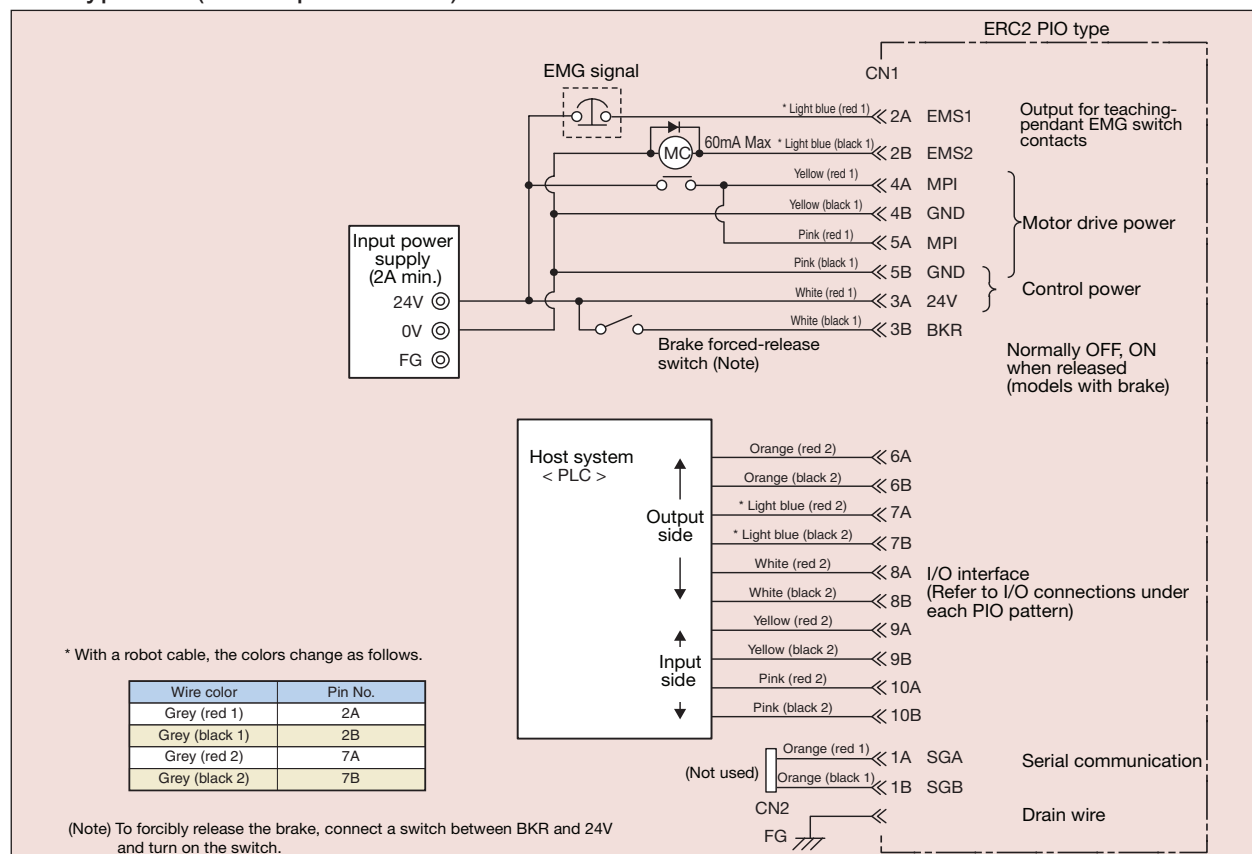 ERC2 PIO type
CN1
EMG signal
* Light blue (red 1)
2A EMS1
Output for teaching-
pendant EMG switch
contacts
MC
60mA Max
* Light blue (black 1)
2B EMS2
Yellow (red 1)
4A MPI
Yellow (black 1)
4B GND
Motor drive power
Pink (red 1)
5A MPI
Pink (black 1)
5B GND
Control power
White (red 1)
3A 24V
White (black 1)
3B BKR
Input power
supply
(2A min.)
24V
0V
FG
Brake forced-release
switch (Note)
Normally OFF, ON
when released
(models with brake)
Host system
< PLC >
Output
side
Input
side
Orange (red 2)
6A
Orange (black 2)
6B
* Light blue (red 2)
7A
* Light blue (black 2)
7B
White (red 2)
8A
White (black 2)
8B
Yellow (red 2)
9A
Yellow (black 2)
9B
Pink (red 2)
10A
Pink (black 2)
10B
I/O interface
(Refer to I/O connections under
each PIO pattern)
* With a robot cable, the colors change as follows.
Wire color Pin No.
Grey (red 1) 2A
Grey (black 1) 2B
Grey (red 2) 7A
Grey (black 2) 7B
(Not used)
Orange (red 1)
1A SGA
Serial communication
Orange (black 1)
1B SGB
CN2
FG
Drain wire
(Note) To forcibly release the brake, connect a switch between BKR and 24V
and turn on the switch.